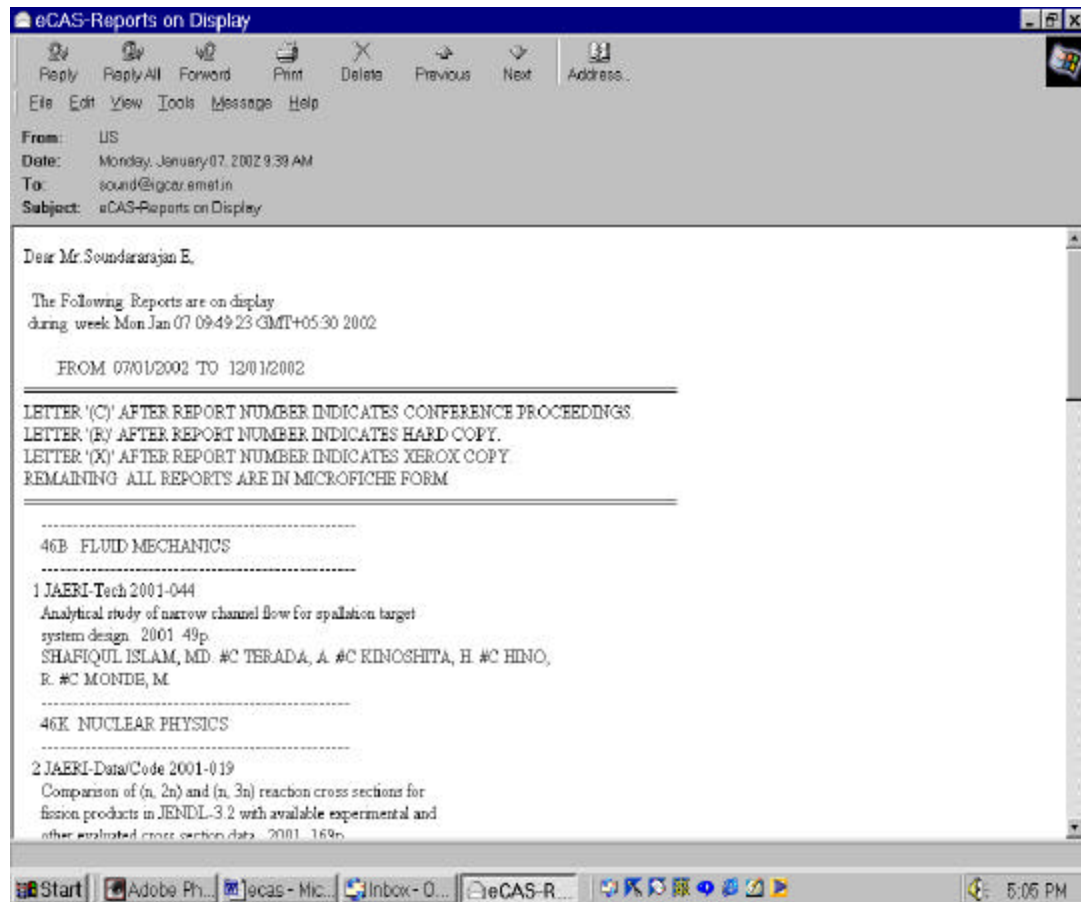 eCAS-Reports on Display
Reply Reply All Forward Print Delete Previous Next Address..
File Edit View Tools Message Help
From: LIS
Date: Monday, January 07, 2002 9:39 AM
To: sound@igcar.ernet.in
Subject: eCAS-Reports on Display
Dear Mr.Soundararajan E,
The Following Reports are on display
during week Mon Jan 07 09:49:23 GMT+05:30 2002
FROM 07/01/2002 TO 12/01/2002
LETTER '(C)' AFTER REPORT NUMBER INDICATES CONFERENCE PROCEEDINGS.
LETTER '(R)' AFTER REPORT NUMBER INDICATES HARD COPY.
LETTER '(X)' AFTER REPORT NUMBER INDICATES XEROX COPY.
REMAINING ALL REPORTS ARE IN MICROFICHE FORM
46B FLUID MECHANICS
1 JAERI-Tech 2001-044
Analytical study of narrow channel flow for spallation target
system design. 2001 49p.
SHAFIQUL ISLAM, MD. #C TERADA, A. #C KINOSHITA, H. #C HINO,
R. #C MONDE, M.
46K NUCLEAR PHYSICS
2 JAERI-Data/Code 2001-019
Comparison of (n, 2n) and (n, 3n) reaction cross sections for
fission products in JENDL-3.2 with available experimental and
other evaluated cross section data. 2001 169p.
Start Adobe Ph... ecas - Mic... Inbox - O... eCAS-R... 5:05 PM